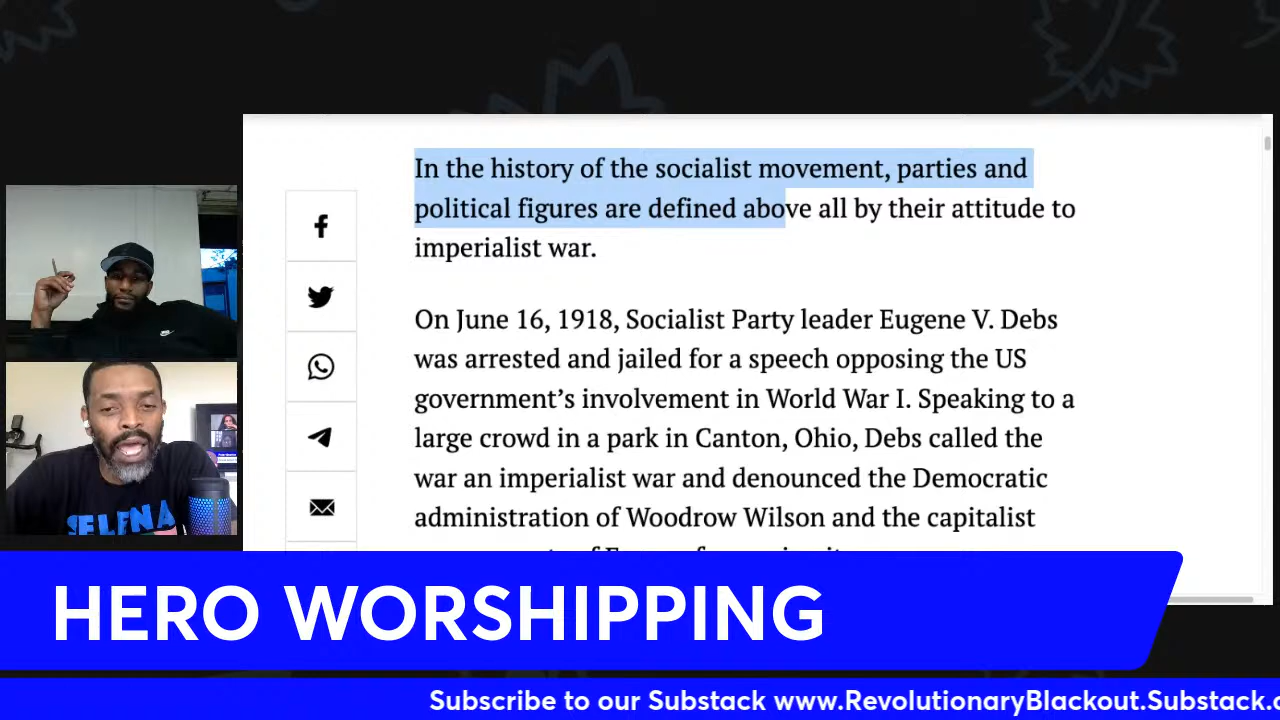 In the history of the socialist movement, parties and
political figures are defined above all by their attitude to
imperialist war.
On June 16, 1918, Socialist Party leader Eugene V. Debs
was arrested and jailed for a speech opposing the US
government’s involvement in World War I. Speaking to a
large crowd in a park in Canton, Ohio, Debs called the
war an imperialist war and denounced the Democratic
administration of Woodrow Wilson and the capitalist
SELENA
HERO WORSHIPPING
Subscribe to our Substack www.RevolutionaryBlackout.Substack.c